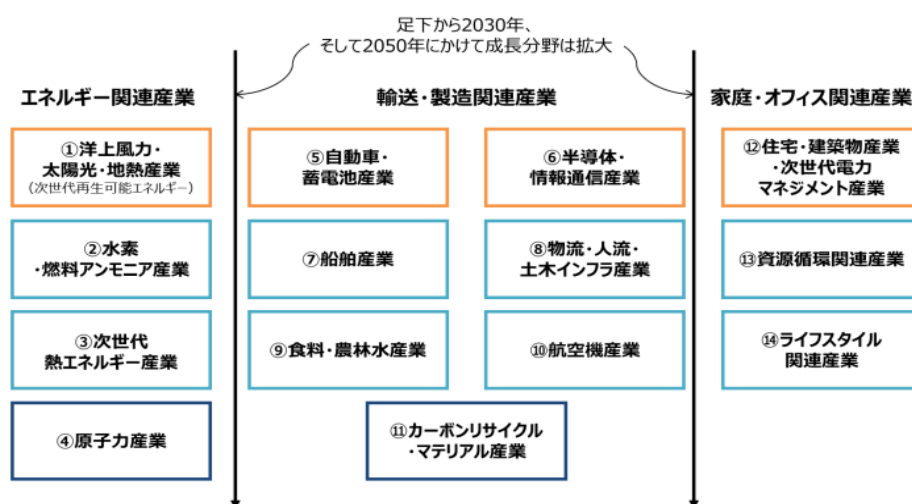 足下から2030年、
そして2050年にかけて成長分野は拡大
エネルギー関連産業
輸送・製造関連産業
家庭・オフィス関連産業
①洋上風力・
太陽光・地熱産業
(次世代再生可能エネルギー)
⑤自動車・
蓄電池産業
⑥半導体・
情報通信産業
⑫住宅・建築物産業
・次世代電力
マネジメント産業
②水素
・燃料アンモニア産業
⑦船舶産業
⑧物流・人流・
土木インフラ産業
⑬資源循環関連産業
③次世代
熱エネルギー産業
⑨食料・農林水産業
⑩航空機産業
⑭ライフスタイル
関連産業
④原子力産業
⑪カーボンリサイクル
・マテリアル産業